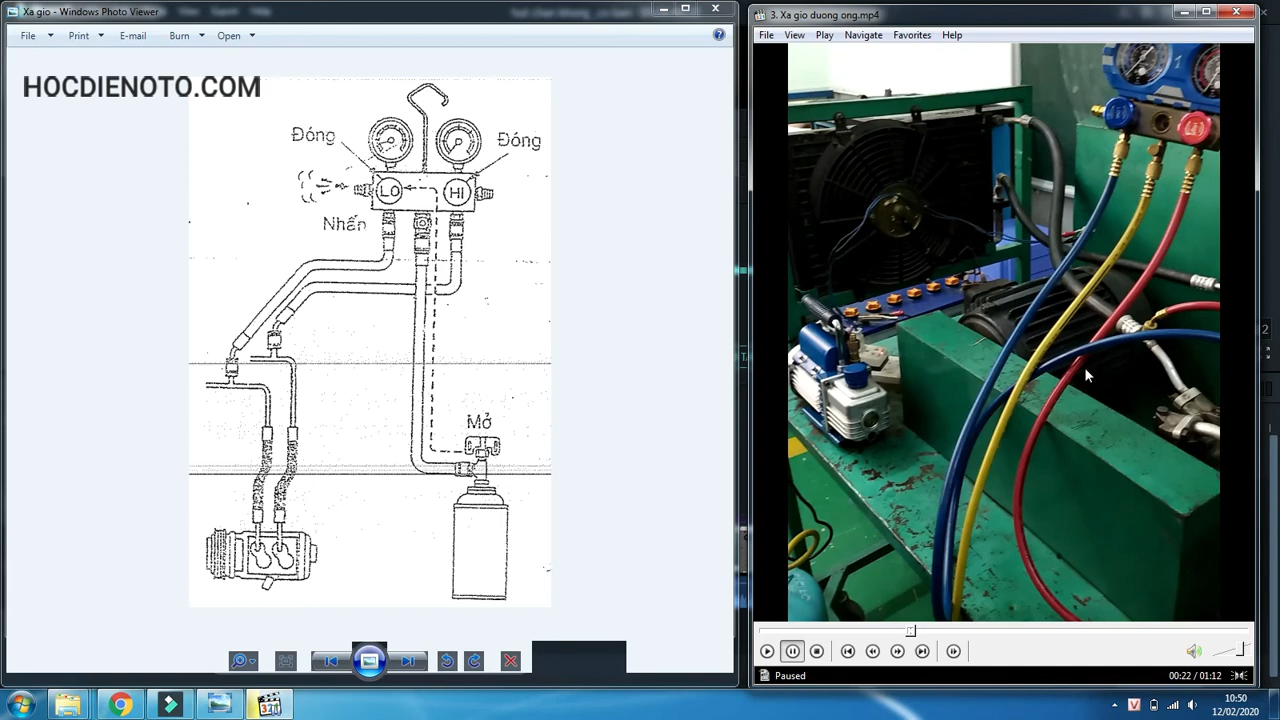 Xa gio - Windows Photo Viewer
File
Print
E-mail
Burn
Open
HOCDIENOTO.COM
Đóng
Đóng
LO
HI
Nhấn
Mở
3. Xa gio duong ong.mp4
File View Play Navigate Favorites Help
Paused
00:22 / 01:12
V
10:50
12/02/2020